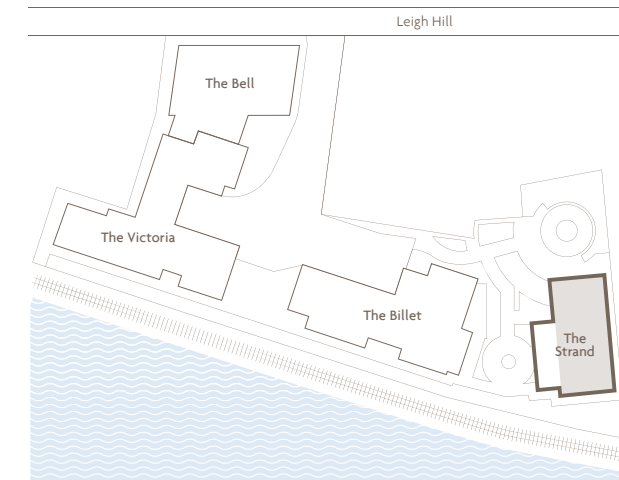 Leigh Hill
The Bell
The Victoria
The Billet
The
Strand